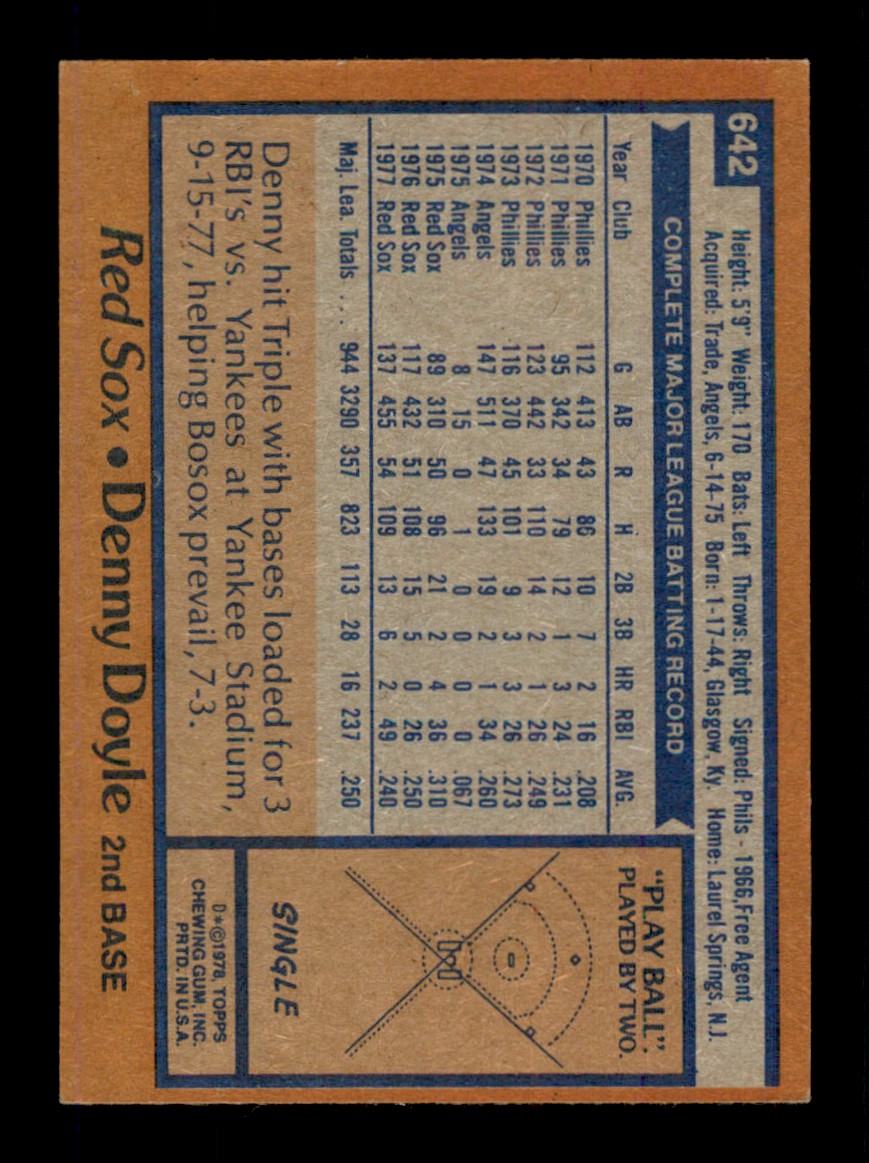 642
Height: 5'9" Weight: 170 Bats: Left Throws: Right Signed: Phils - 1966, Free Agent
Acquired: Trade, Angels, 6-14-75 Born: 1-17-44, Glasgow, Ky. Home: Laurel Springs, N.J.
COMPLETE MAJOR LEAGUE BATTING RECORD
Year Club G AB R H 2B 3B HR RBI AVG.
1970 Phillies 112 413 43 86 10 7 2 16 .208
1971 Phillies 95 342 34 79 12 1 3 24 .231
1972 Phillies 123 442 33 110 14 2 1 26 .249
1973 Phillies 116 370 45 101 9 3 3 26 .273
1974 Angels 147 511 47 133 19 2 1 34 .260
1975 Angels 8 15 0 1 0 0 0 0 .067
1975 Red Sox 89 310 50 96 21 2 4 36 .310
1976 Red Sox 117 432 51 108 15 5 0 26 .250
1977 Red Sox 137 455 54 109 13 6 2 49 .240
Maj. Lea. Totals ... 944 3290 357 823 113 28 16 237 .250
Denny hit Triple with bases loaded for 3
RBI's vs. Yankees at Yankee Stadium,
9-15-77, helping Bosox prevail, 7-3.
"PLAY BALL".
PLAYED BY TWO.
SINGLE
D*©1978, TOPPS
CHEWING GUM, INC.
PRTD. IN U.S.A.
Red Sox • Denny Doyle 2nd BASE